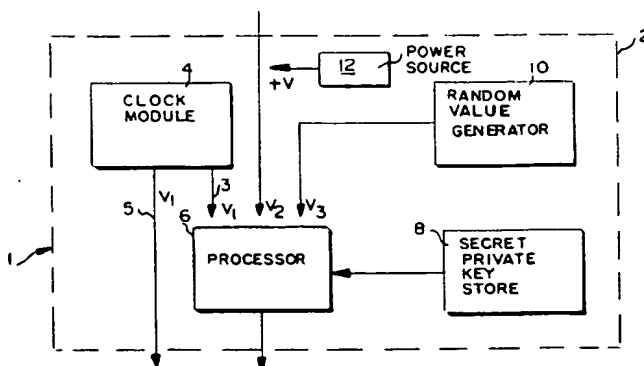 2
4
CLOCK
MODULE
12
POWER
SOURCE
+V
10
RANDOM
VALUE
GENERATOR
3
V1
5
V1
V2
V3
6
PROCESSOR
8
SECRET
PRIVATE
KEY
STORE
1